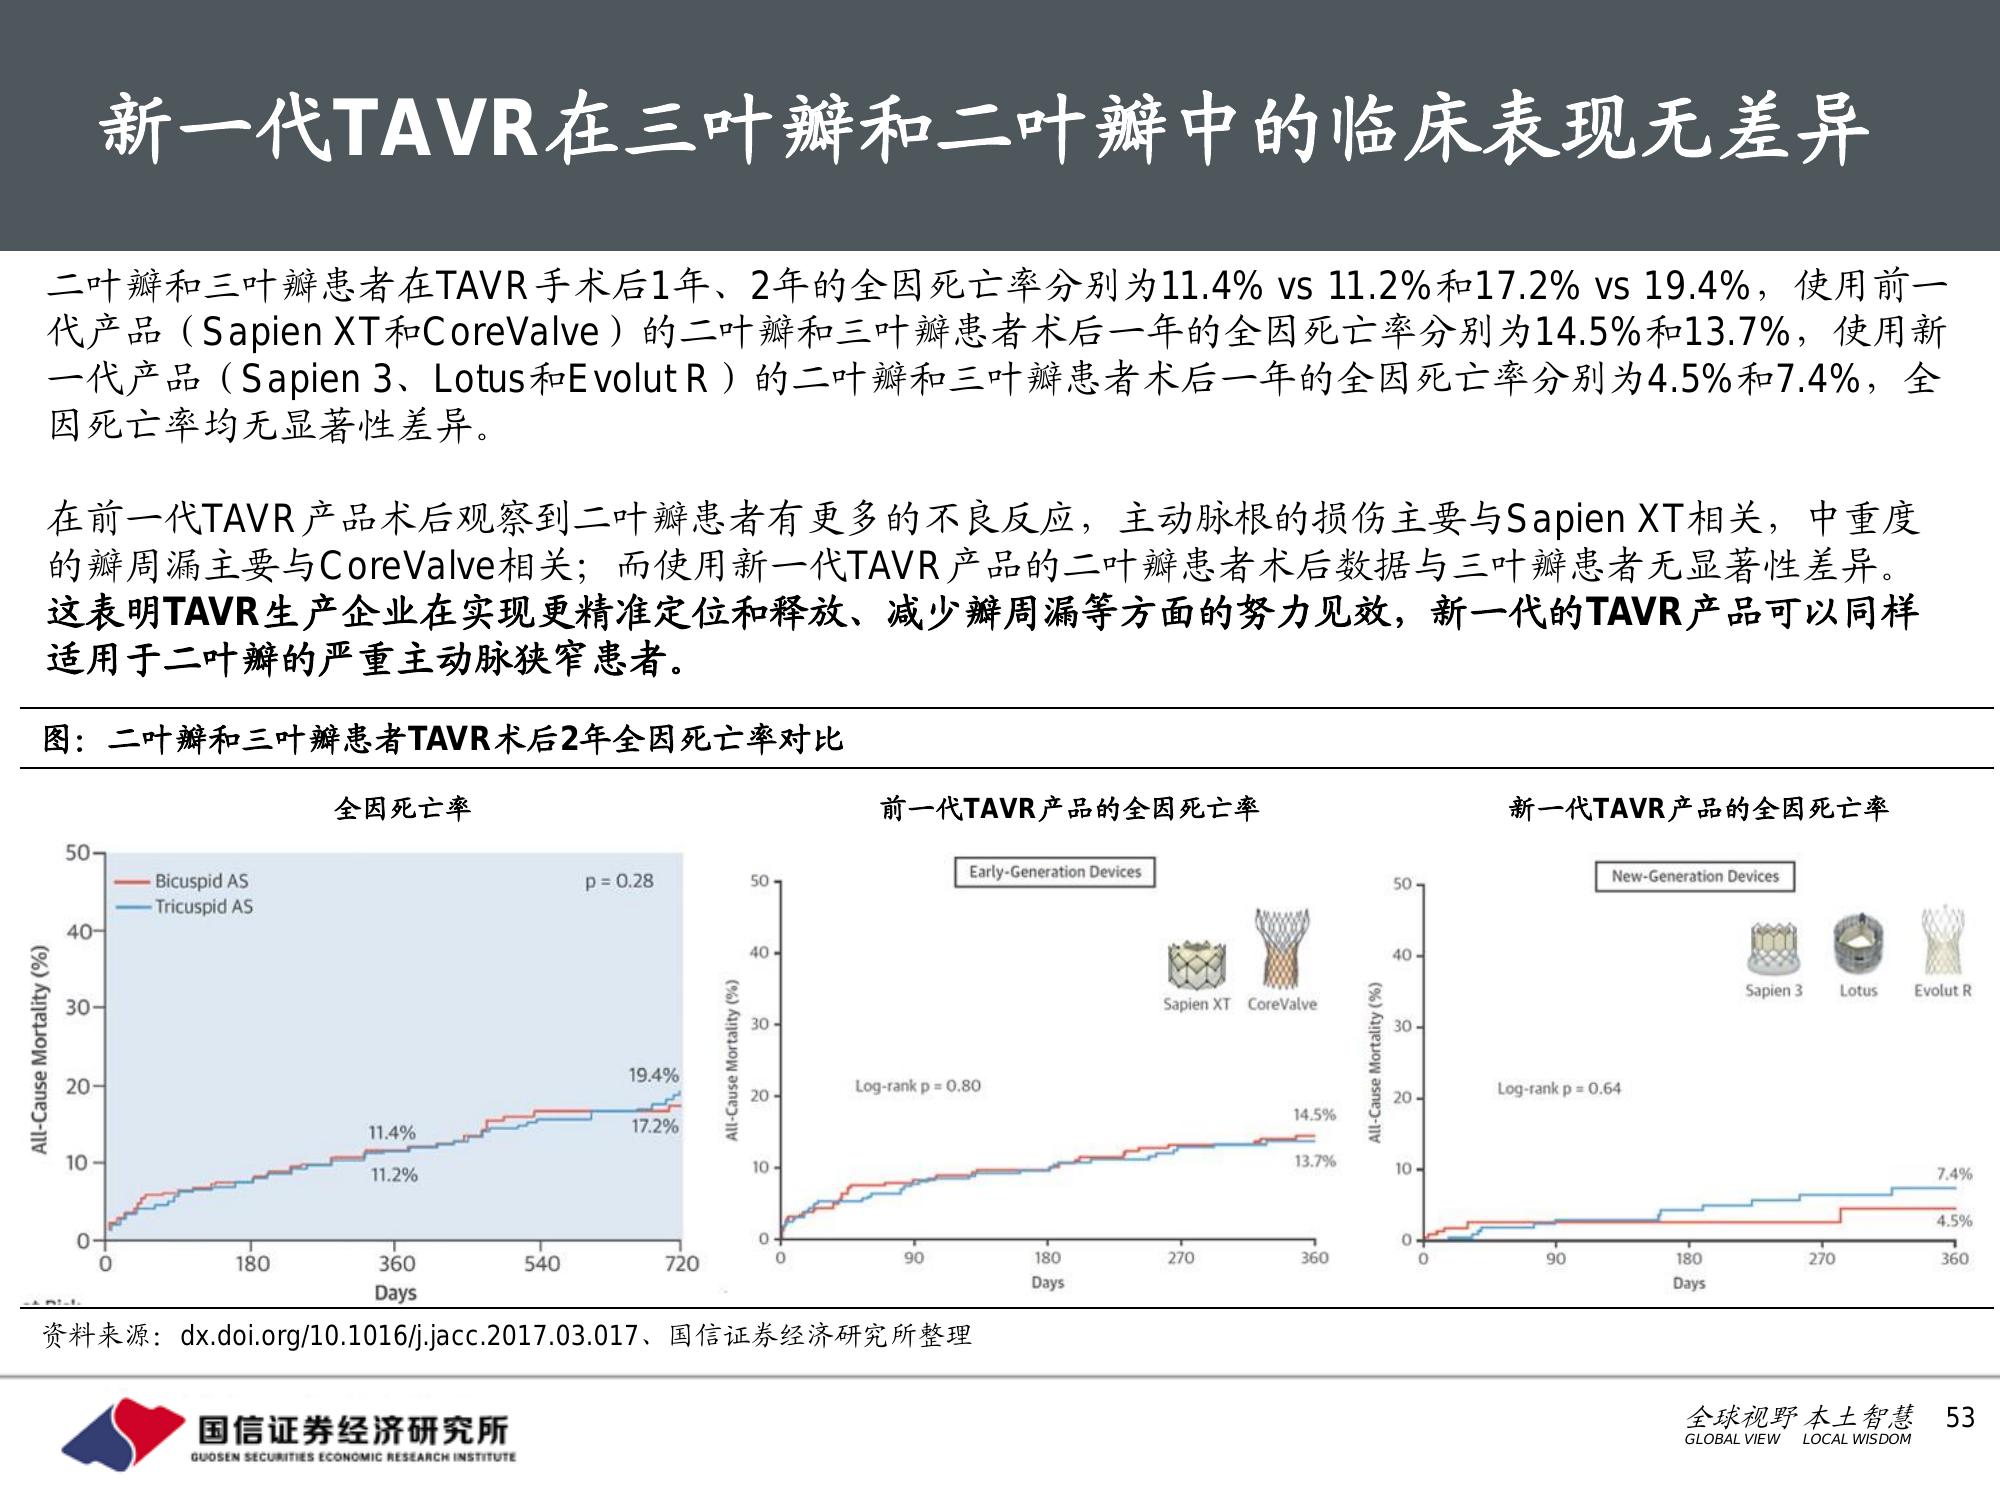 新一代TAVR在三叶瓣和二叶瓣中的临床表现无差异
二叶瓣和三叶瓣患者在TAVR手术后1年、2年的全因死亡率分别为11.4% vs 11.2%和17.2% vs 19.4%，使用前一
代产品（Sapien XT和CoreValve）的二叶瓣和三叶瓣患者术后一年的全因死亡率分别为14.5%和13.7%，使用新
一代产品（Sapien 3、Lotus和Evolut R）的二叶瓣和三叶瓣患者术后一年的全因死亡率分别为4.5%和7.4%，全
因死亡率均无显著性差异。
在前一代TAVR产品术后观察到二叶瓣患者有更多的不良反应，主动脉根的损伤主要与Sapien XT相关，中重度
的瓣周漏主要与CoreValve相关；而使用新一代TAVR产品的二叶瓣患者术后数据与三叶瓣患者无显著性差异。
这表明TAVR生产企业在实现更精准定位和释放、减少瓣周漏等方面的努力见效，新一代的TAVR产品可以同样
适用于二叶瓣的严重主动脉狭窄患者。
图：二叶瓣和三叶瓣患者TAVR术后2年全因死亡率对比
全因死亡率
All-Cause Mortality (%)
50
40
30
20
10
0
Bicuspid AS
Tricuspid AS
p = 0.28
19.4%
17.2%
11.4%
11.2%
0 180 360 540 720
Days
前一代TAVR产品的全因死亡率
Early-Generation Devices
All-Cause Mortality (%)
50
40
30
20
10
0
Sapien XT CoreValve
Log-rank p = 0.80
14.5%
13.7%
0 90 180 270 360
Days
新一代TAVR产品的全因死亡率
New-Generation Devices
All-Cause Mortality (%)
50
40
30
20
10
0
Sapien 3 Lotus Evolut R
Log-rank p = 0.64
7.4%
4.5%
0 90 180 270 360
Days
资料来源：dx.doi.org/10.1016/j.jacc.2017.03.017、国信证券经济研究所整理
国信证券经济研究所
GUOSEN SECURITIES ECONOMIC RESEARCH INSTITUTE
全球视野 本土智慧
GLOBAL VIEW LOCAL WISDOM
53